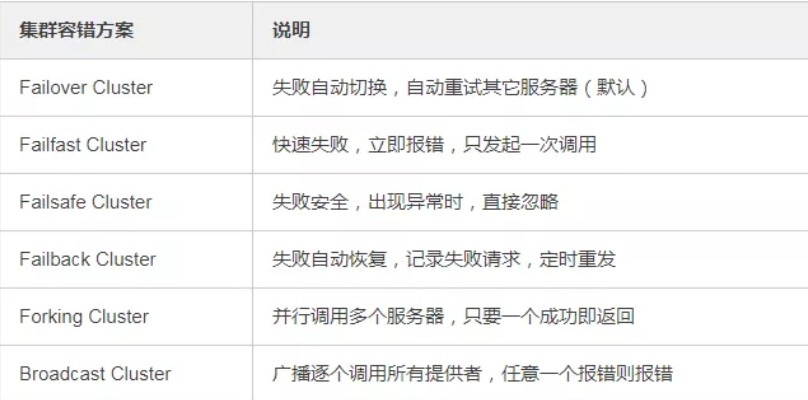 集群容错方案 说明
Failover Cluster 失败自动切换，自动重试其它服务器（默认）
Failfast Cluster 快速失败，立即报错，只发起一次调用
Failsafe Cluster 失败安全，出现异常时，直接忽略
Failback Cluster 失败自动恢复，记录失败请求，定时重发
Forking Cluster 并行调用多个服务器，只要一个成功即返回
Broadcast Cluster 广播逐个调用所有提供者，任意一个报错则报错